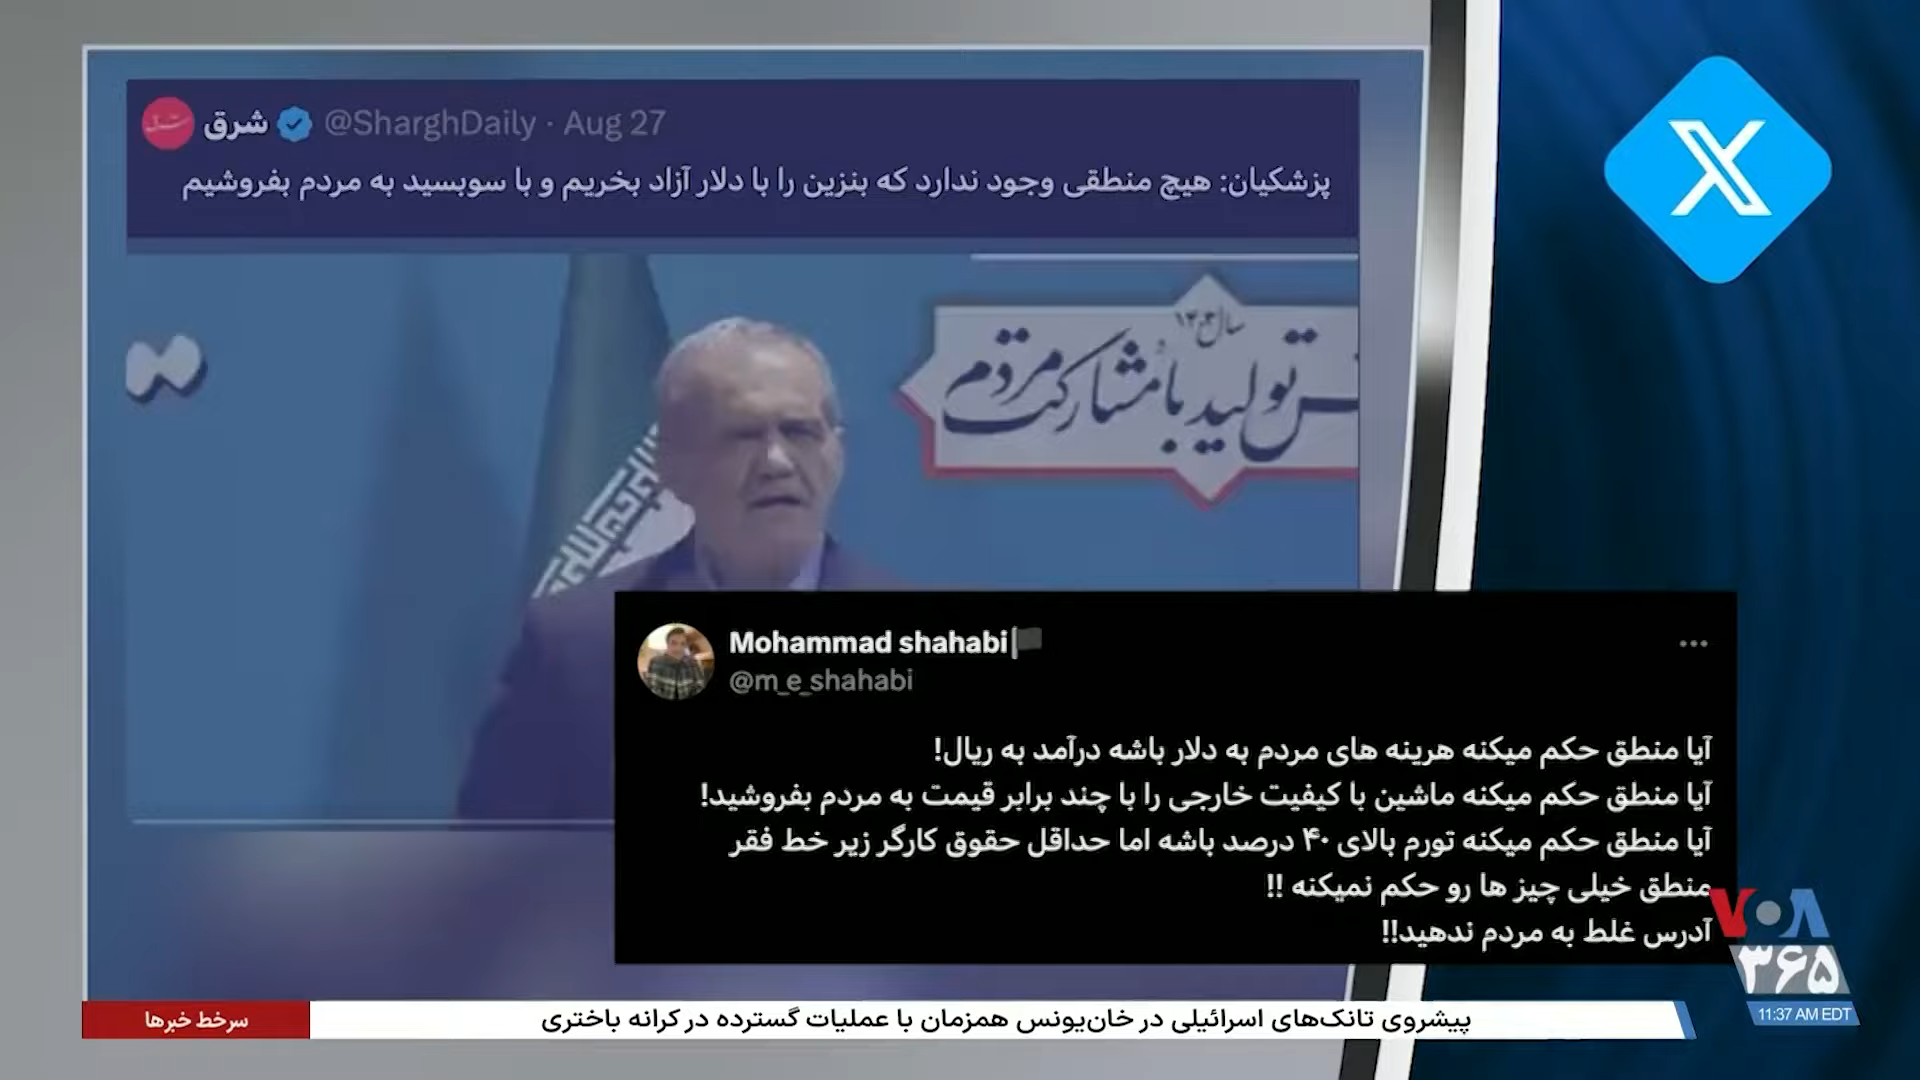 شرق @SharghDaily · Aug 27
پزشکیان: هیچ منطقی وجود ندارد که بنزین را با دلار آزاد بخریم و با سوبسید به مردم بفروشیم
سال ۱۴۰۳
تولید با مشارکت مردم
Mohammad shahabi
@m_e_shahabi
آیا منطق حکم میکنه هرینه های مردم به دلار باشه درآمد به ریال!
آیا منطق حکم میکنه ماشین با کیفیت خارجی را با چند برابر قیمت به مردم بفروشید!
آیا منطق حکم میکنه تورم بالای ۴۰ درصد باشه اما حداقل حقوق کارگر زیر خط فقر
منطق خیلی چیز ها رو حکم نمیکنه !!
آدرس غلط به مردم ندهید!!
VOA
۳۶۵
11:37 AM EDT
سرخط خبرها
پیشروی تانک‌های اسرائیلی در خان‌یونس همزمان با عملیات گسترده در کرانه باختری